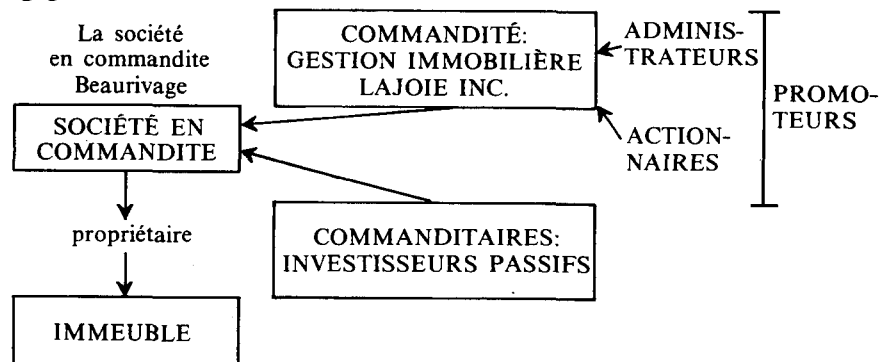 La société
en commandite
Beaurivage
SOCIÉTÉ EN
COMMANDITE
propriétaire
IMMEUBLE
COMMANDITÉ:
GESTION IMMOBILIÈRE
LAJOIE INC.
COMMANDITAIRES:
INVESTISSEURS PASSIFS
ADMINIS-
TRATEURS
ACTION-
NAIRES
PROMO-
TEURS